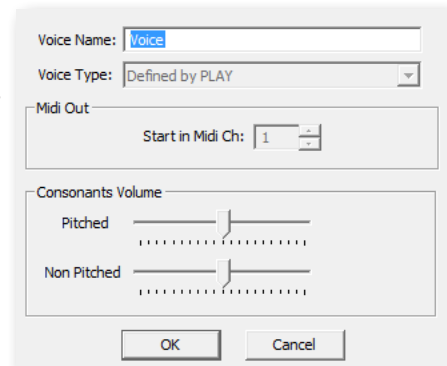 Voice Name: Voice
Voice Type: Defined by PLAY
Midi Out
Start in Midi Ch: 1
Consonants Volume
Pitched
Non Pitched
OK Cancel